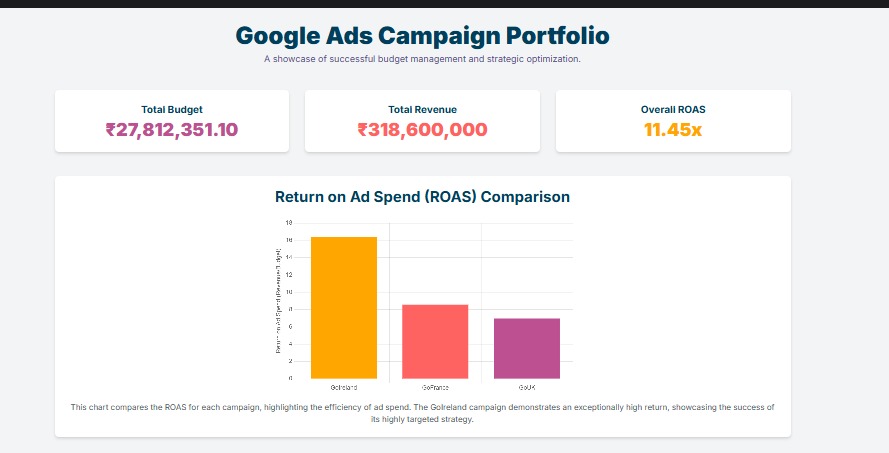 Google Ads Campaign Portfolio
A showcase of successful budget management and strategic optimization.
Total Budget
₹27,812,351.10
Total Revenue
₹318,600,000
Overall ROAS
11.45x
Return on Ad Spend (ROAS) Comparison
Return on Ad Spend (Revenue/Budget)
18
16
14
12
10
8
6
4
2
0
GoIreland
GoFrance
GoUK
This chart compares the ROAS for each campaign, highlighting the efficiency of ad spend. The GoIreland campaign demonstrates an exceptionally high return, showcasing the success of
its highly targeted strategy.